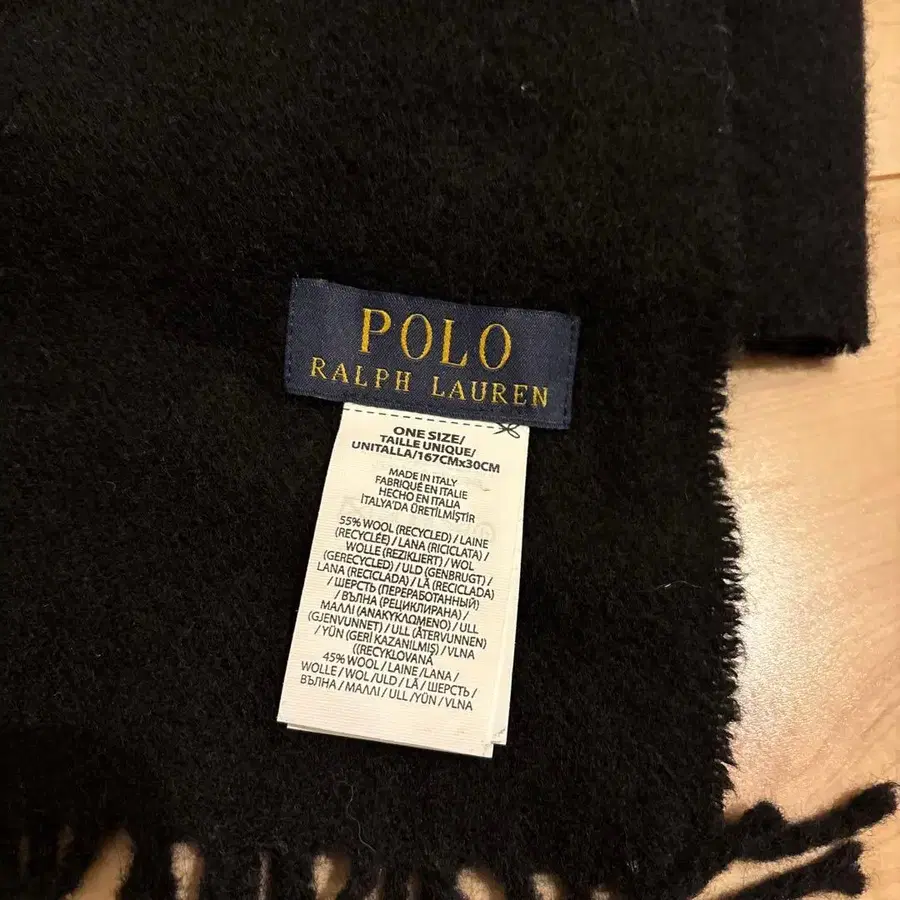 POLO
RALPH LAUREN
ONE SIZE/
TAILLE UNIQUE/
UNITALLA/167CMx30CM
MADE IN ITALY
FABRIQUÉ EN ITALIE
HECHO EN ITALIA
İTALYA'DA ÜRETİLMİŞTİR
55% WOOL (RECYCLED) / LAINE
(RECYCLÉE) / LANA (RICICLATA) /
WOLLE (REZIKLIERT) / WOL
(GERECYCLED) / ULD (GENBRUGT) /
LANA (RECICLADA) / LÃ (RECICLADA)
/ ШЕРСТЬ (ПЕРЕРАБОТАННЫЙ)
/ ВЪЛНА (РЕЦИКЛИРАНА) /
ΜΑΛΛΙ (ΑΝΑΚΥΚΛΩΜΕΝΟ) / ULL
(GJENVUNNET) / ULL (ÅTERVUNNEN)
/ YÜN (GERİ KAZANILMIŞ) / VLNA
((RECYKLOVANÁ
45% WOOL / LAINE /LANA /
WOLLE / WOL /ULD / LÃ / ШЕРСТЬ /
ВЪЛНА / ΜΑΛΛΙ / ULL /YÜN / VLNA